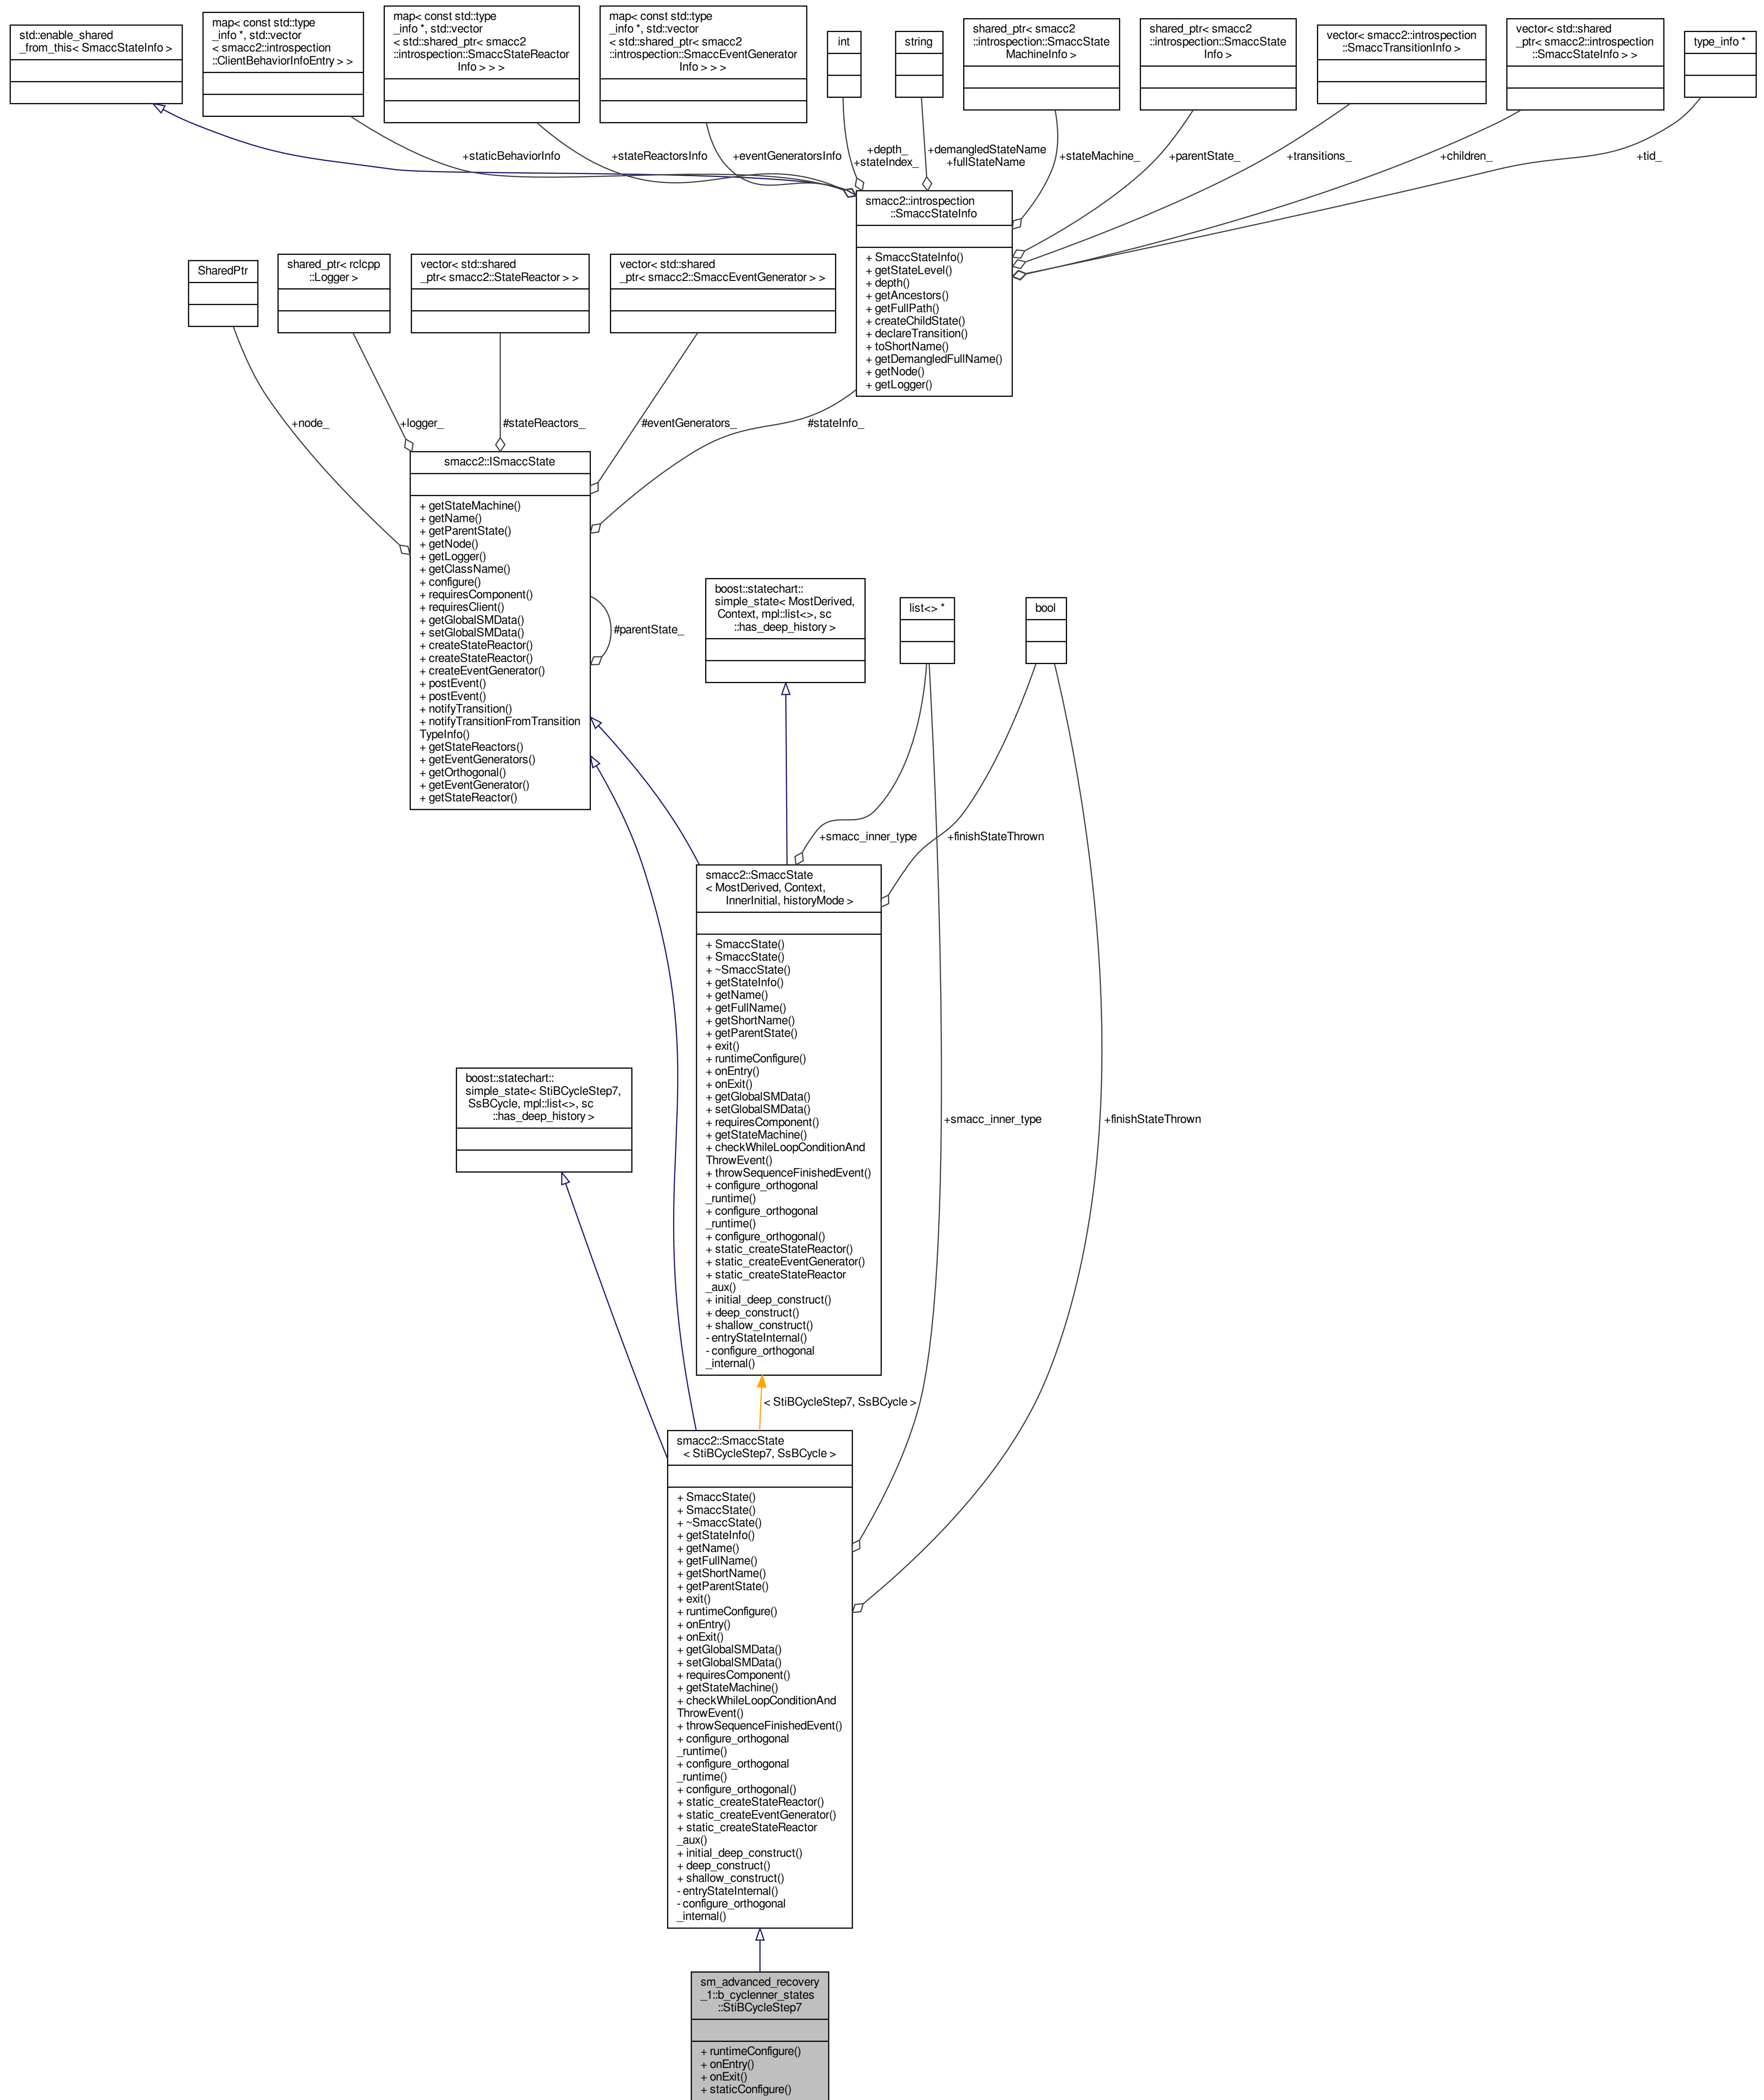 std::enable_shared
_from_this< SmaccStateInfo >
map< const std::type
_info *, std::vector
< smacc2::introspection
::ClientBehaviorInfoEntry > >
map< const std::type
_info *, std::vector
< std::shared_ptr< smacc2
::introspection::SmaccStateReactor
Info > > >
map< const std::type
_info *, std::vector
< std::shared_ptr< smacc2
::introspection::SmaccEventGenerator
Info > > >
int
string
shared_ptr< smacc2
::introspection::SmaccState
MachineInfo >
shared_ptr< smacc2
::introspection::SmaccState
Info >
vector< smacc2::introspection
::SmaccTransitionInfo >
vector< std::shared
_ptr< smacc2::introspection
::SmaccStateInfo > >
type_info *
+staticBehaviorInfo
+stateReactorsInfo
+eventGeneratorsInfo
+depth_
+stateIndex_
+demangledStateName
+fullStateName
+stateMachine_
+parentState_
+transitions_
+children_
+tid_
smacc2::introspection
::SmaccStateInfo
+ SmaccStateInfo()
+ getStateLevel()
+ depth()
+ getAncestors()
+ getFullPath()
+ createChildState()
+ declareTransition()
+ toShortName()
+ getDemangledFullName()
+ getNode()
+ getLogger()
SharedPtr
shared_ptr< rclcpp
::Logger >
vector< std::shared
_ptr< smacc2::StateReactor > >
vector< std::shared
_ptr< smacc2::SmaccEventGenerator > >
+node_
+logger_
#stateReactors_
#eventGenerators_
#stateInfo_
smacc2::ISmaccState
+ getStateMachine()
+ getName()
+ getParentState()
+ getNode()
+ getLogger()
+ getClassName()
+ configure()
+ requiresComponent()
+ requiresClient()
+ getGlobalSMData()
+ setGlobalSMData()
+ createStateReactor()
+ createStateReactor()
+ createEventGenerator()
+ postEvent()
+ postEvent()
+ notifyTransition()
+ notifyTransitionFromTransition
TypeInfo()
+ getStateReactors()
+ getEventGenerators()
+ getOrthogonal()
+ getEventGenerator()
+ getStateReactor()
#parentState_
boost::statechart::
simple_state< MostDerived,
Context, mpl::list<>, sc
::has_deep_history >
list<> *
bool
+smacc_inner_type
+finishStateThrown
smacc2::SmaccState
< MostDerived, Context,
InnerInitial, historyMode >
+ SmaccState()
+ SmaccState()
+ ~SmaccState()
+ getStateInfo()
+ getName()
+ getFullName()
+ getShortName()
+ getParentState()
+ exit()
+ runtimeConfigure()
+ onEntry()
+ onExit()
+ getGlobalSMData()
+ setGlobalSMData()
+ requiresComponent()
+ getStateMachine()
+ checkWhileLoopConditionAnd
ThrowEvent()
+ throwSequenceFinishedEvent()
+ configure_orthogonal
_runtime()
+ configure_orthogonal
_runtime()
+ configure_orthogonal()
+ static_createStateReactor()
+ static_createEventGenerator()
+ static_createStateReactor
_aux()
+ initial_deep_construct()
+ deep_construct()
+ shallow_construct()
- entryStateInternal()
- configure_orthogonal
_internal()
boost::statechart::
simple_state< StiBCycleStep7,
SsBCycle, mpl::list<>, sc
::has_deep_history >
+smacc_inner_type
+finishStateThrown
< StiBCycleStep7, SsBCycle >
smacc2::SmaccState
< StiBCycleStep7, SsBCycle >
+ SmaccState()
+ SmaccState()
+ ~SmaccState()
+ getStateInfo()
+ getName()
+ getFullName()
+ getShortName()
+ getParentState()
+ exit()
+ runtimeConfigure()
+ onEntry()
+ onExit()
+ getGlobalSMData()
+ setGlobalSMData()
+ requiresComponent()
+ getStateMachine()
+ checkWhileLoopConditionAnd
ThrowEvent()
+ throwSequenceFinishedEvent()
+ configure_orthogonal
_runtime()
+ configure_orthogonal
_runtime()
+ configure_orthogonal()
+ static_createStateReactor()
+ static_createEventGenerator()
+ static_createStateReactor
_aux()
+ initial_deep_construct()
+ deep_construct()
+ shallow_construct()
- entryStateInternal()
- configure_orthogonal
_internal()
sm_advanced_recovery
_1::b_cyclenner_states
::StiBCycleStep7
+ runtimeConfigure()
+ onEntry()
+ onExit()
+ staticConfigure()